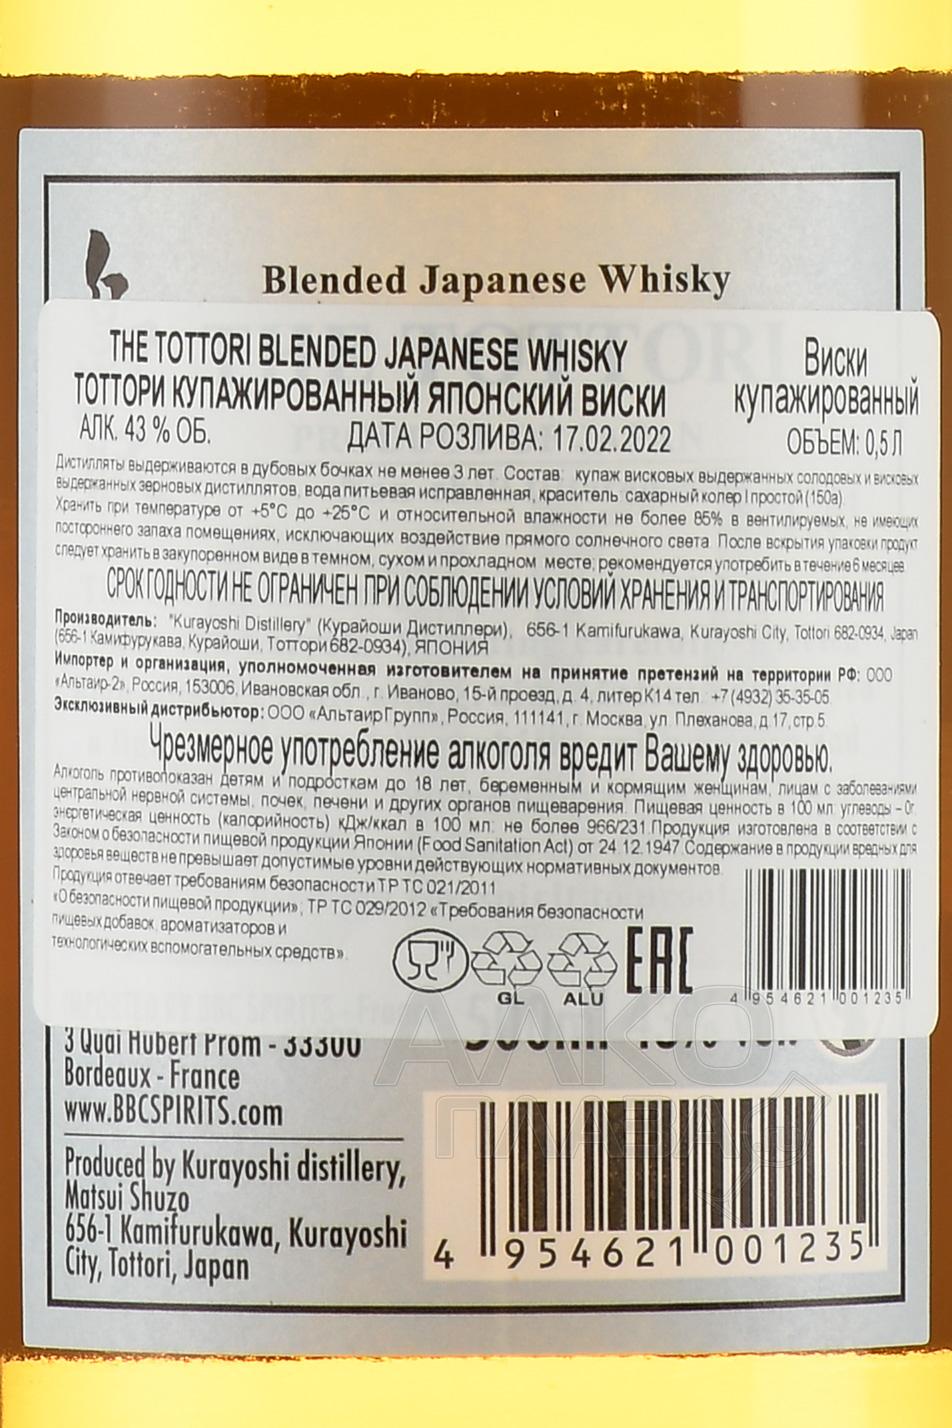 Blended Japanese Whisky
THE TOTTORI BLENDED JAPANESE WHISKY
ТОТТОРИ КУПАЖИРОВАННЫЙ ЯПОНСКИЙ ВИСКИ
Виски
купажированный
АЛК. 43 % ОБ.
ДАТА РОЗЛИВА: 17.02.2022
ОБЪЕМ: 0,5 Л
Дистилляты выдерживаются в дубовых бочках не менее 3 лет. Состав: купаж висковых выдержанных солодовых и висковых
выдержанных зерновых дистиллятов, вода питьевая исправленная, краситель: сахарный колер I простой (150а).
Хранить при температуре от +5°C до +25°C и относительной влажности не более 85% в вентилируемых, не имеющих
постороннего запаха помещениях, исключающих воздействие прямого солнечного света. После вскрытия упаковки продукт
следует хранить в закупоренном виде в темном, сухом и прохладном месте; рекомендуется употребить в течение 6 месяцев.
СРОК ГОДНОСТИ НЕ ОГРАНИЧЕН ПРИ СОБЛЮДЕНИИ УСЛОВИЙ ХРАНЕНИЯ И ТРАНСПОРТИРОВАНИЯ
Производитель: "Kurayoshi Distillery" (Курайоши Дистиллери), 656-1 Kamifurukawa, Kurayoshi City, Tottori 682-0934, Japan
(656-1 Камифурукава, Курайоши, Тоттори 682-0934), ЯПОНИЯ
Импортер и организация, уполномоченная изготовителем на принятие претензий на территории РФ: ООО
«Альтаир-2», Россия, 153006, Ивановская обл., г. Иваново, 15-й проезд, д. 4, литер К14 тел. +7 (4932) 35-35-05.
Эксклюзивный дистрибьютор: ООО «Альтаир Групп», Россия, 111141, г. Москва, ул. Плеханова, д.17, стр.5.
Чрезмерное употребление алкоголя вредит Вашему здоровью.
Алкоголь противопоказан детям и подросткам до 18 лет, беременным и кормящим женщинам, лицам с заболеваниями
центральной нервной системы, почек, печени и других органов пищеварения. Пищевая ценность в 100 мл: углеводы – 0г,
энергетическая ценность (калорийность) кДж/ккал в 100 мл: не более 966/231.Продукция изготовлена в соответствии с
Законом о безопасности пищевой продукции Японии (Food Sanitation Act) от 24.12.1947.Содержание в продукции вредных для
здоровья веществ не превышает допустимые уровни действующих нормативных документов.
Продукция отвечает требованиям безопасности ТР ТС 021/2011
«О безопасности пищевой продукции»; ТР ТС 029/2012 «Требования безопасности
пищевых добавок, ароматизаторов и
технологических вспомогательных средств».
GL
ALU
EAC
4 954621 001235
3 Quai Hubert Prom - 33300
Bordeaux - France
www.BBCSPIRITS.com
Produced by Kurayoshi distillery,
Matsui Shuzo
656-1 Kamifurukawa, Kurayoshi
City, Tottori, Japan
4 954621 001235
АЛКО
ПЛАВАЯ